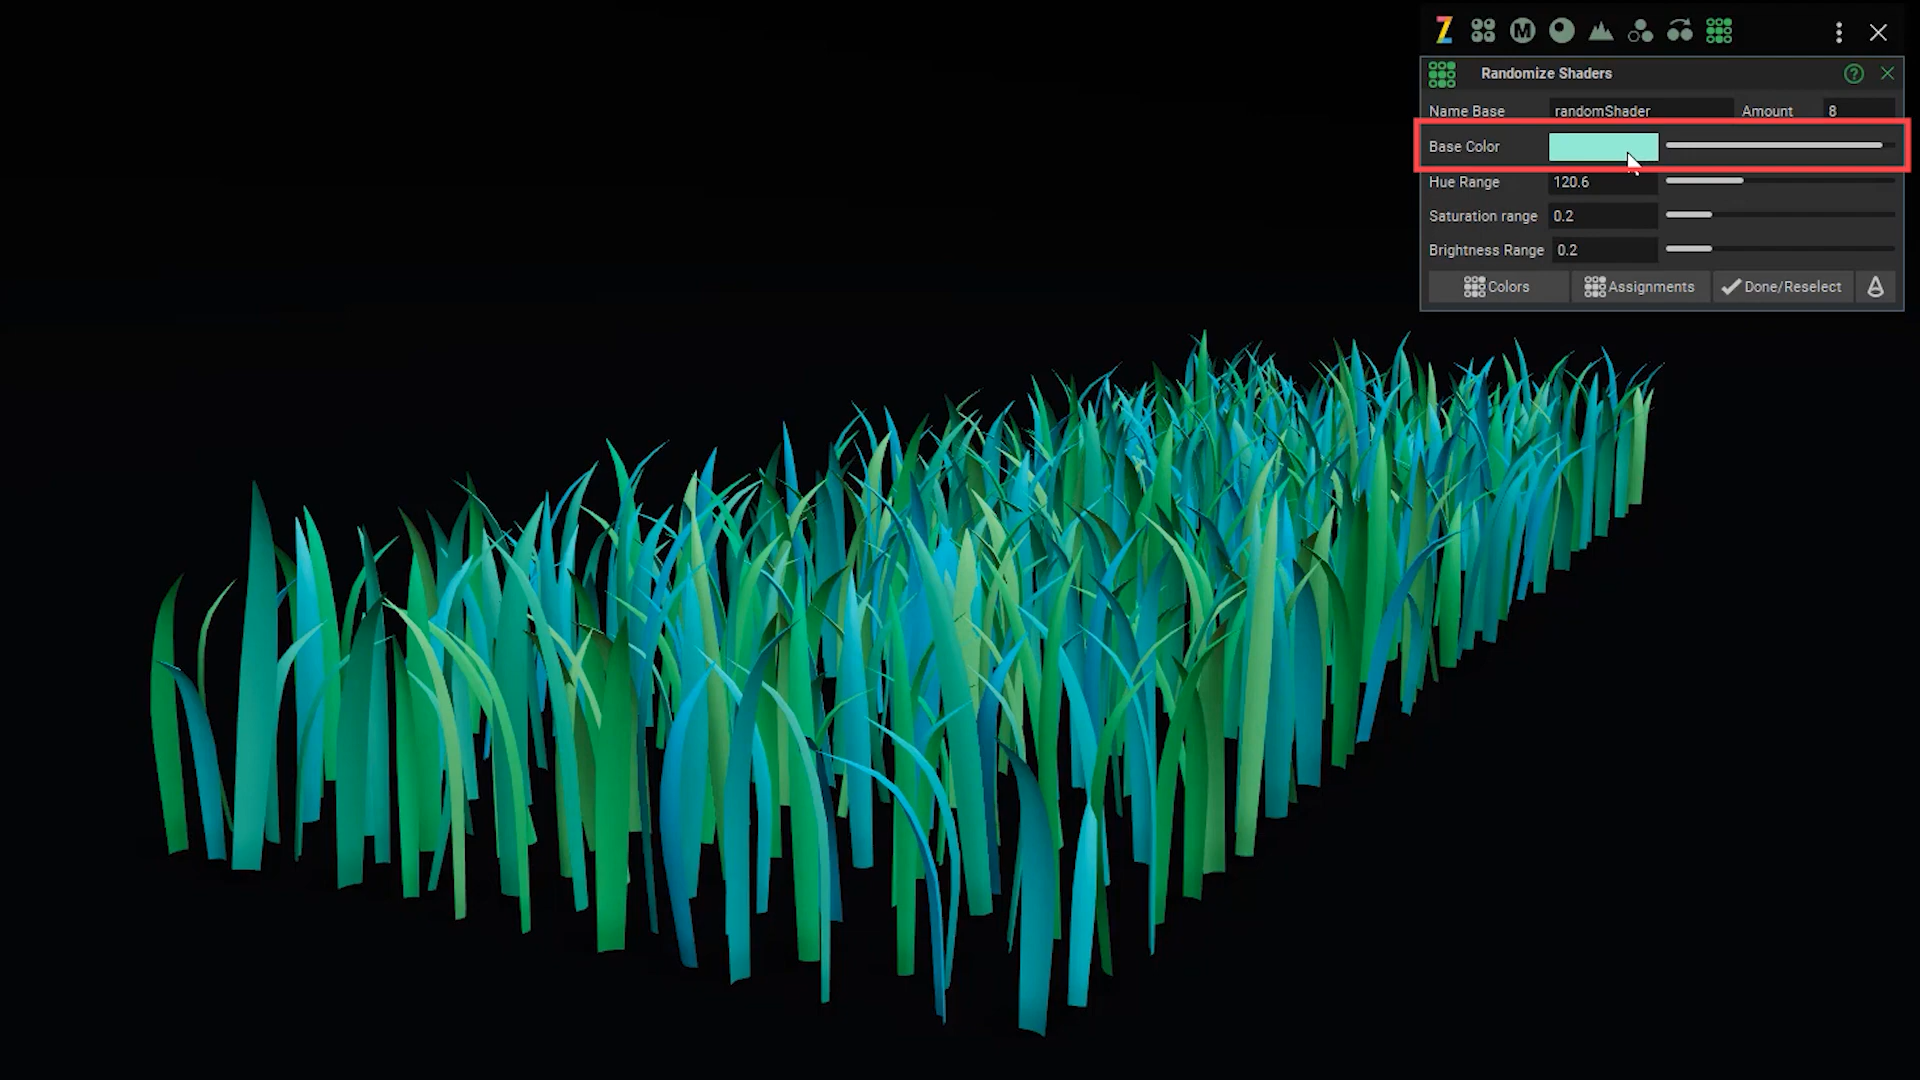 Z M
Randomize Shaders ?
Name Base randomShader Amount 8
Base Color
Hue Range 120.6
Saturation range 0.2
Brightness Range 0.2
Colors Assignments Done/Reselect